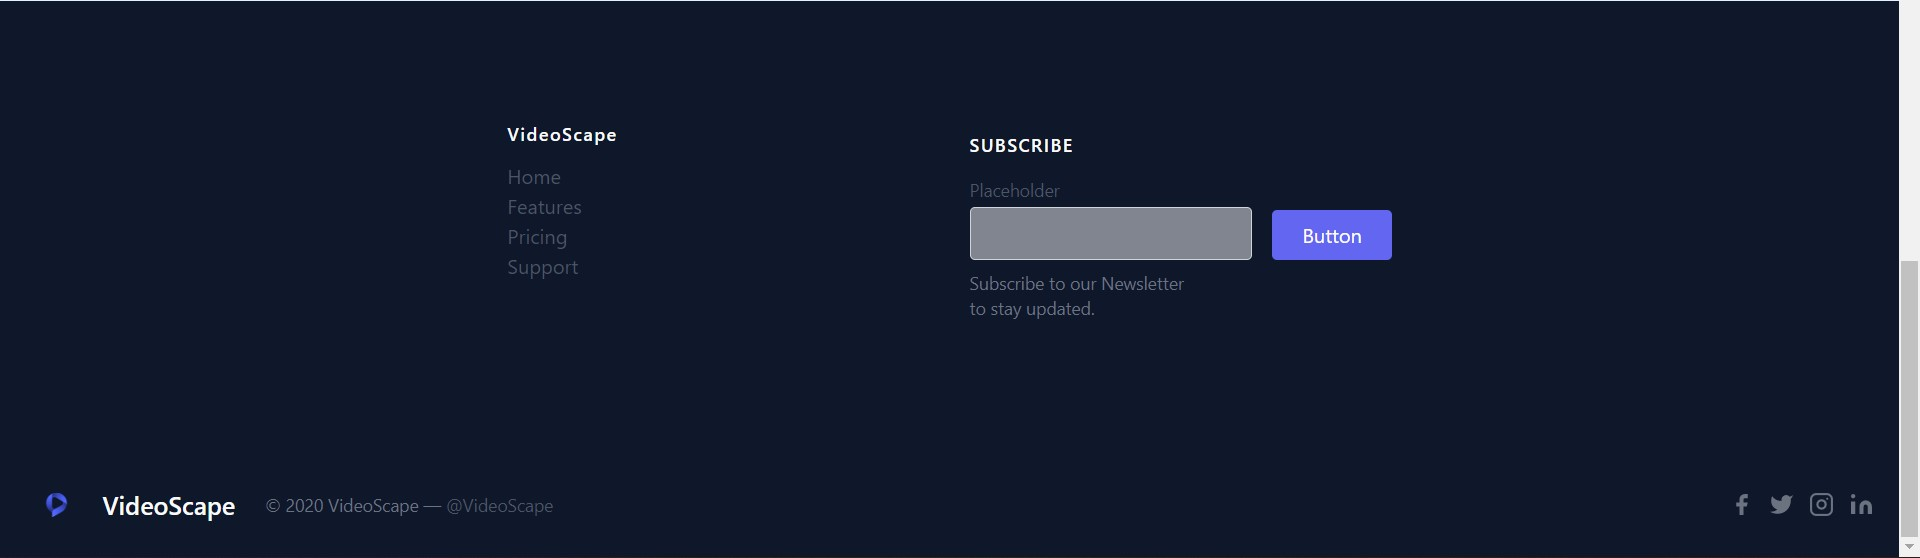 VideoScape
Home
Features
Pricing
Support
SUBSCRIBE
Placeholder
Button
Subscribe to our Newsletter
to stay updated.
VideoScape © 2020 VideoScape — @VideoScape